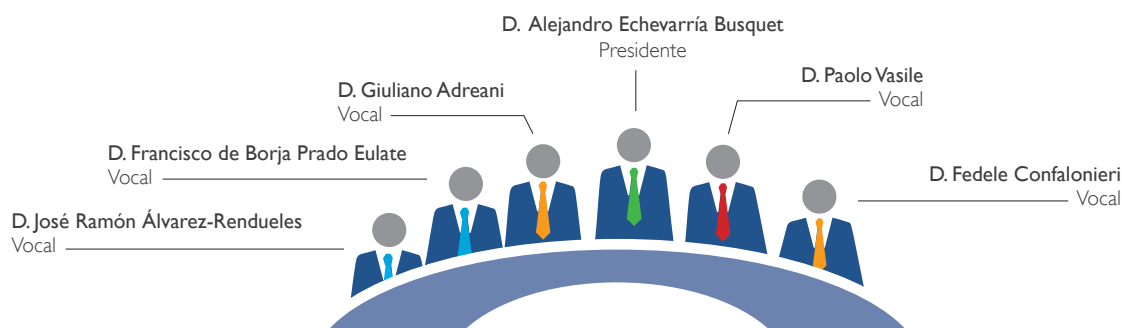 D. Alejandro Echevarría Busquet
Presidente
D. Paolo Vasile
Vocal
D. Giuliano Adreani
Vocal
D. Francisco de Borja Prado Eulate
Vocal
D. Fedele Confalonieri
Vocal
D. José Ramón Álvarez-Rendueles
Vocal